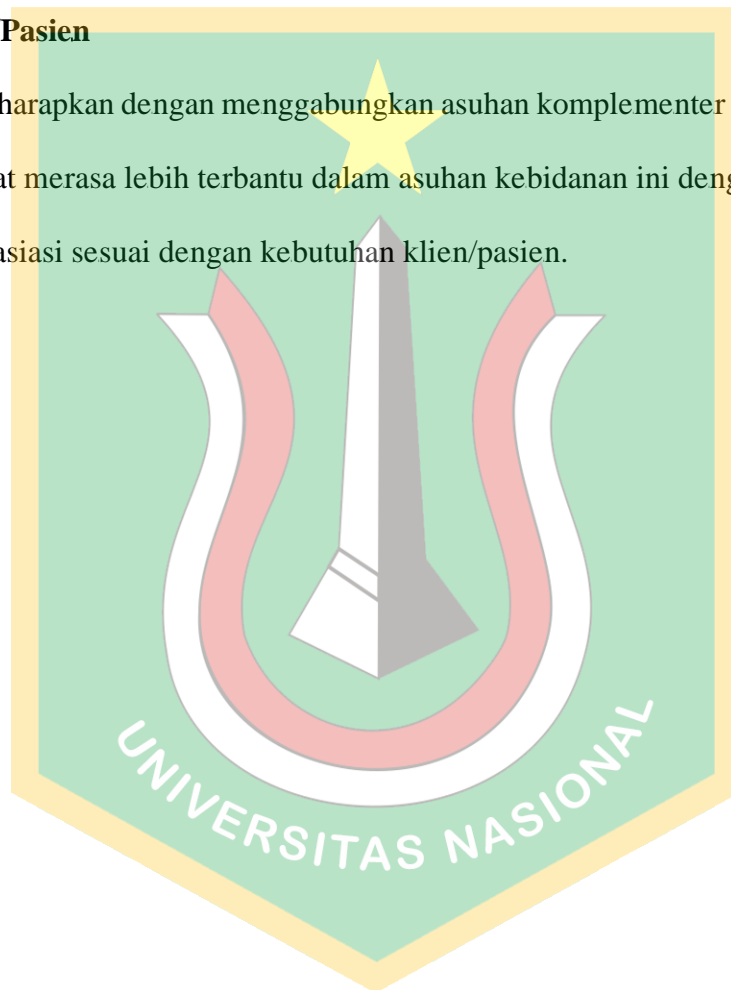 Pasien
harapkan dengan menggabungkan asuhan komplementer
at merasa lebih terbantu dalam asuhan kebidanan ini deng
asiasi sesuai dengan kebutuhan klien/pasien.
UNIVERSITAS NASIONAL